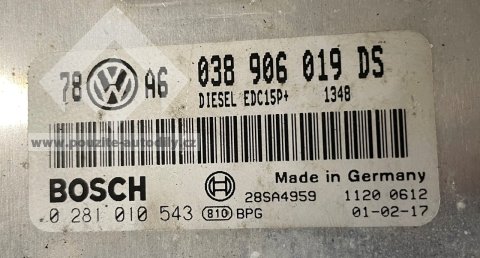 78 VW A6 038 906 019 DS
DIESEL EDC15P+ 1348
www.pouzite-autodily.cz
BOSCH 28SA4959 Made in Germany
1120 0612
0 281 010 543 810 BPG 01-02-17